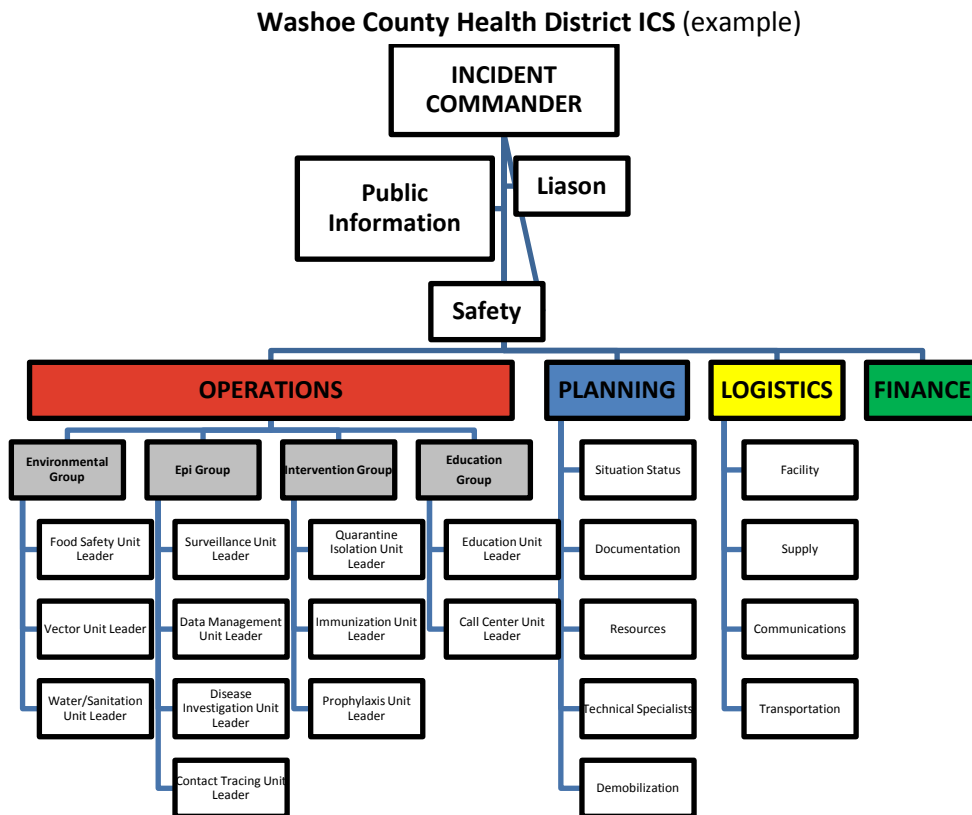 Washoe County Health District ICS (example)
INCIDENT
COMMANDER
Public
Information
Liason
Safety
OPERATIONS
PLANNING
LOGISTICS
FINANCE
Environmental
Group
Epi Group
Intervention Group
Education
Group
Food Safety Unit
Leader
Vector Unit Leader
Water/Sanitation
Unit Leader
Surveillance Unit
Leader
Data Management
Unit Leader
Disease
Investigation Unit
Leader
Contact Tracing Unit
Leader
Quarantine
Isolation Unit
Leader
Immunization Unit
Leader
Prophylaxis Unit
Leader
Education Unit
Leader
Call Center Unit
Leader
Situation Status
Documentation
Resources
Technical Specialists
Demobilization
Facility
Supply
Communications
Transportation